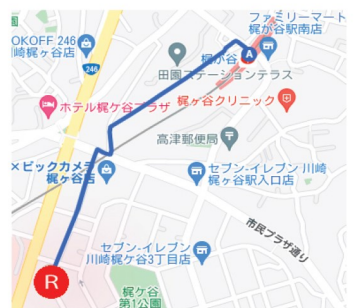 ファミリーマート
梶が谷駅南店
OKOFF 246
川崎梶ヶ谷店
梶が谷
A
田園ステーションテラス
246
ホテル梶ケ谷プラザ
梶ヶ谷クリニック
高津郵便局
×ビックカメラ
梶ヶ谷店
セブン-イレブン 川崎
梶ヶ谷駅入口店
市民プラザ通り
セブン-イレブン
川崎梶ケ谷3丁目店
R
梶ケ谷
第1公園